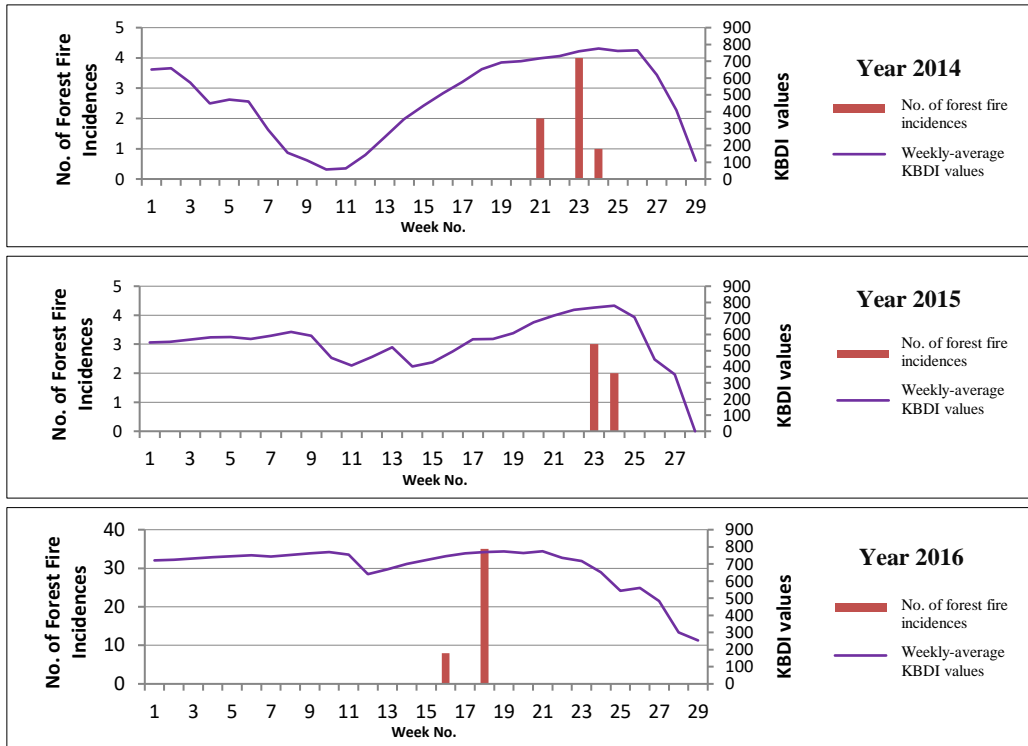 No. of Forest Fire
Incidences
5
4
3
2
1
0
1 3 5 7 9 11 13 15 17 19 21 23 25 27 29
Week No.
900
800
700
600
500
400
300
200
100
0
KBDI values
Year 2014
No. of forest fire
incidences
Weekly-average
KBDI values
No. of Forest Fire
Incidences
5
4
3
2
1
0
1 3 5 7 9 11 13 15 17 19 21 23 25 27
Week No.
900
800
700
600
500
400
300
200
100
0
KBDI values
Year 2015
No. of forest fire
incidences
Weekly-average
KBDI values
No. of Forest Fire
Incidences
40
30
20
10
0
1 3 5 7 9 11 13 15 17 19 21 23 25 27 29
Week No.
900
800
700
600
500
400
300
200
100
0
KBDI values
Year 2016
No. of forest fire
incidences
Weekly-average
KBDI values